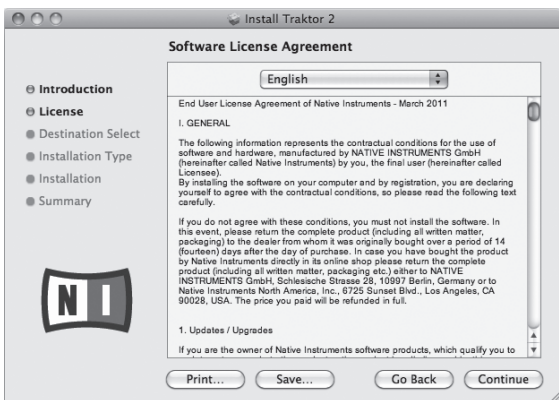 Install Traktor 2
Software License Agreement
Introduction
License
Destination Select
Installation Type
Installation
Summary
NI
English
End User License Agreement of Native Instruments - March 2011
I. GENERAL
The following information represents the contractual conditions for the use of
software and hardware, manufactured by NATIVE INSTRUMENTS GmbH
(hereinafter called Native Instruments) by you, the final user (hereinafter called
Licensee).
By installing the software on your computer and by registration, you are declaring
yourself to agree with the contractual conditions, so please read the following text
carefully.
If you do not agree with these conditions, you must not install the software. In
this event, please return the complete product (including all written matter,
packaging) to the dealer from whom it was originally bought over a period of 14
(fourteen) days after the day of purchase. In case you have bought the product
by Native Instruments directly in its online shop please return the complete
product (including all written matter, packaging etc.) either to NATIVE
INSTRUMENTS GmbH, Schlesische Strasse 28, 10997 Berlin, Germany or to
Native Instruments North America, Inc., 6725 Sunset Blvd., Los Angeles, CA
90028, USA. The price you paid will be refunded in full.
1. Updates / Upgrades
If you are the owner of Native Instruments software products, which qualify you to
Print...
Save...
Go Back
Continue